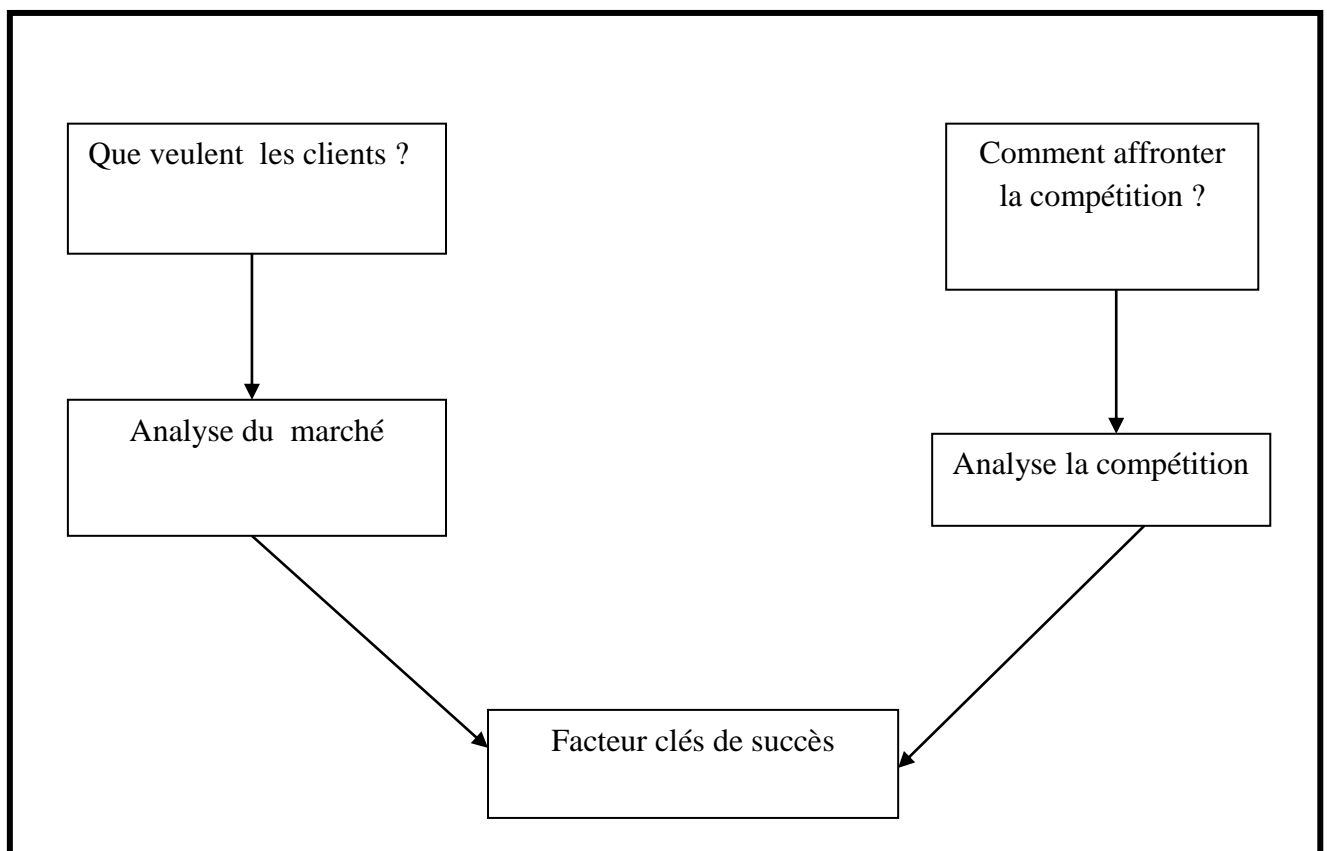 Que veulent  les clients ?
Comment affronter
la compétition ?
Analyse du  marché
Analyse la compétition
Facteur clés de succès